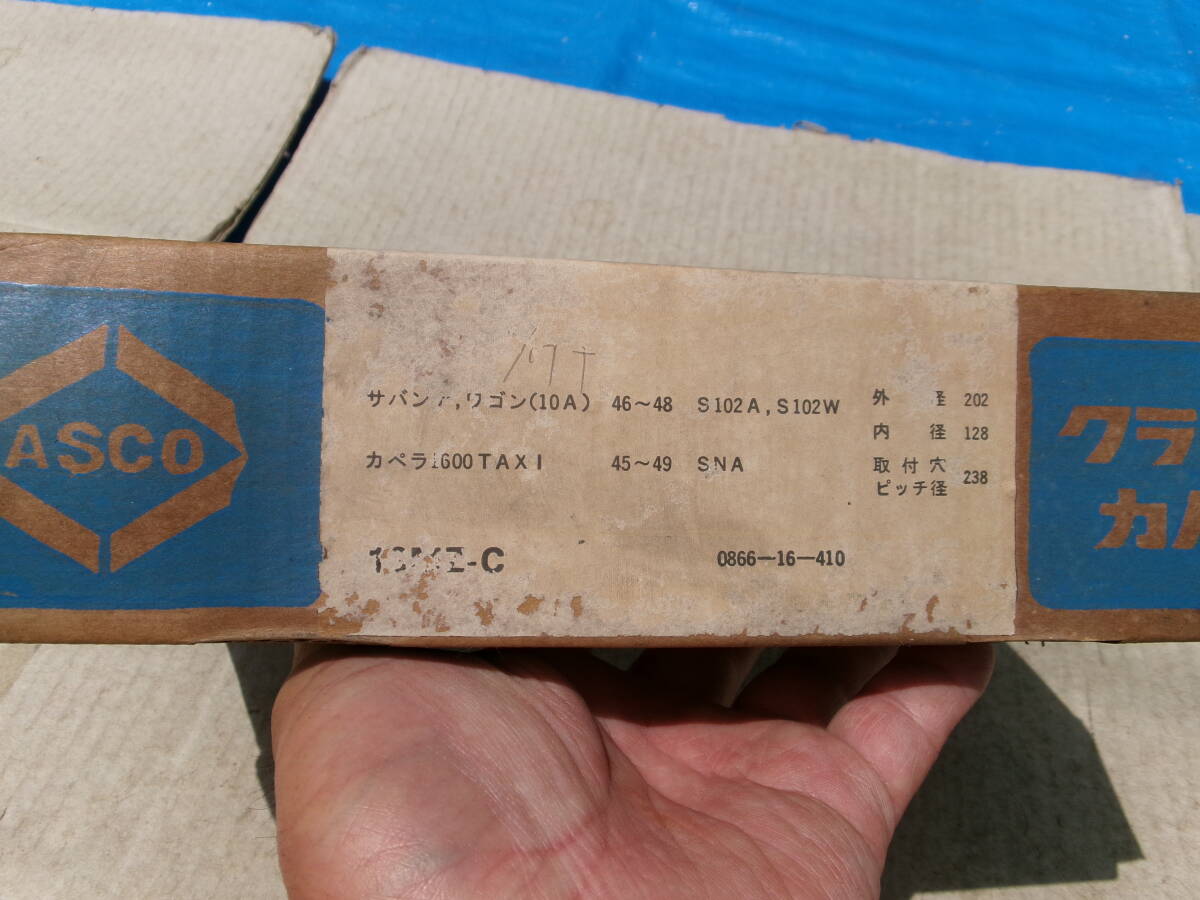 ASCO
サバンナ,ワゴン(10A) 46〜48 S102A,S102W
カペラ1600TAXI 45〜49 SNA
外径 202
内径 128
取付穴
ピッチ径 238
0866-16-410
クラ
カバ